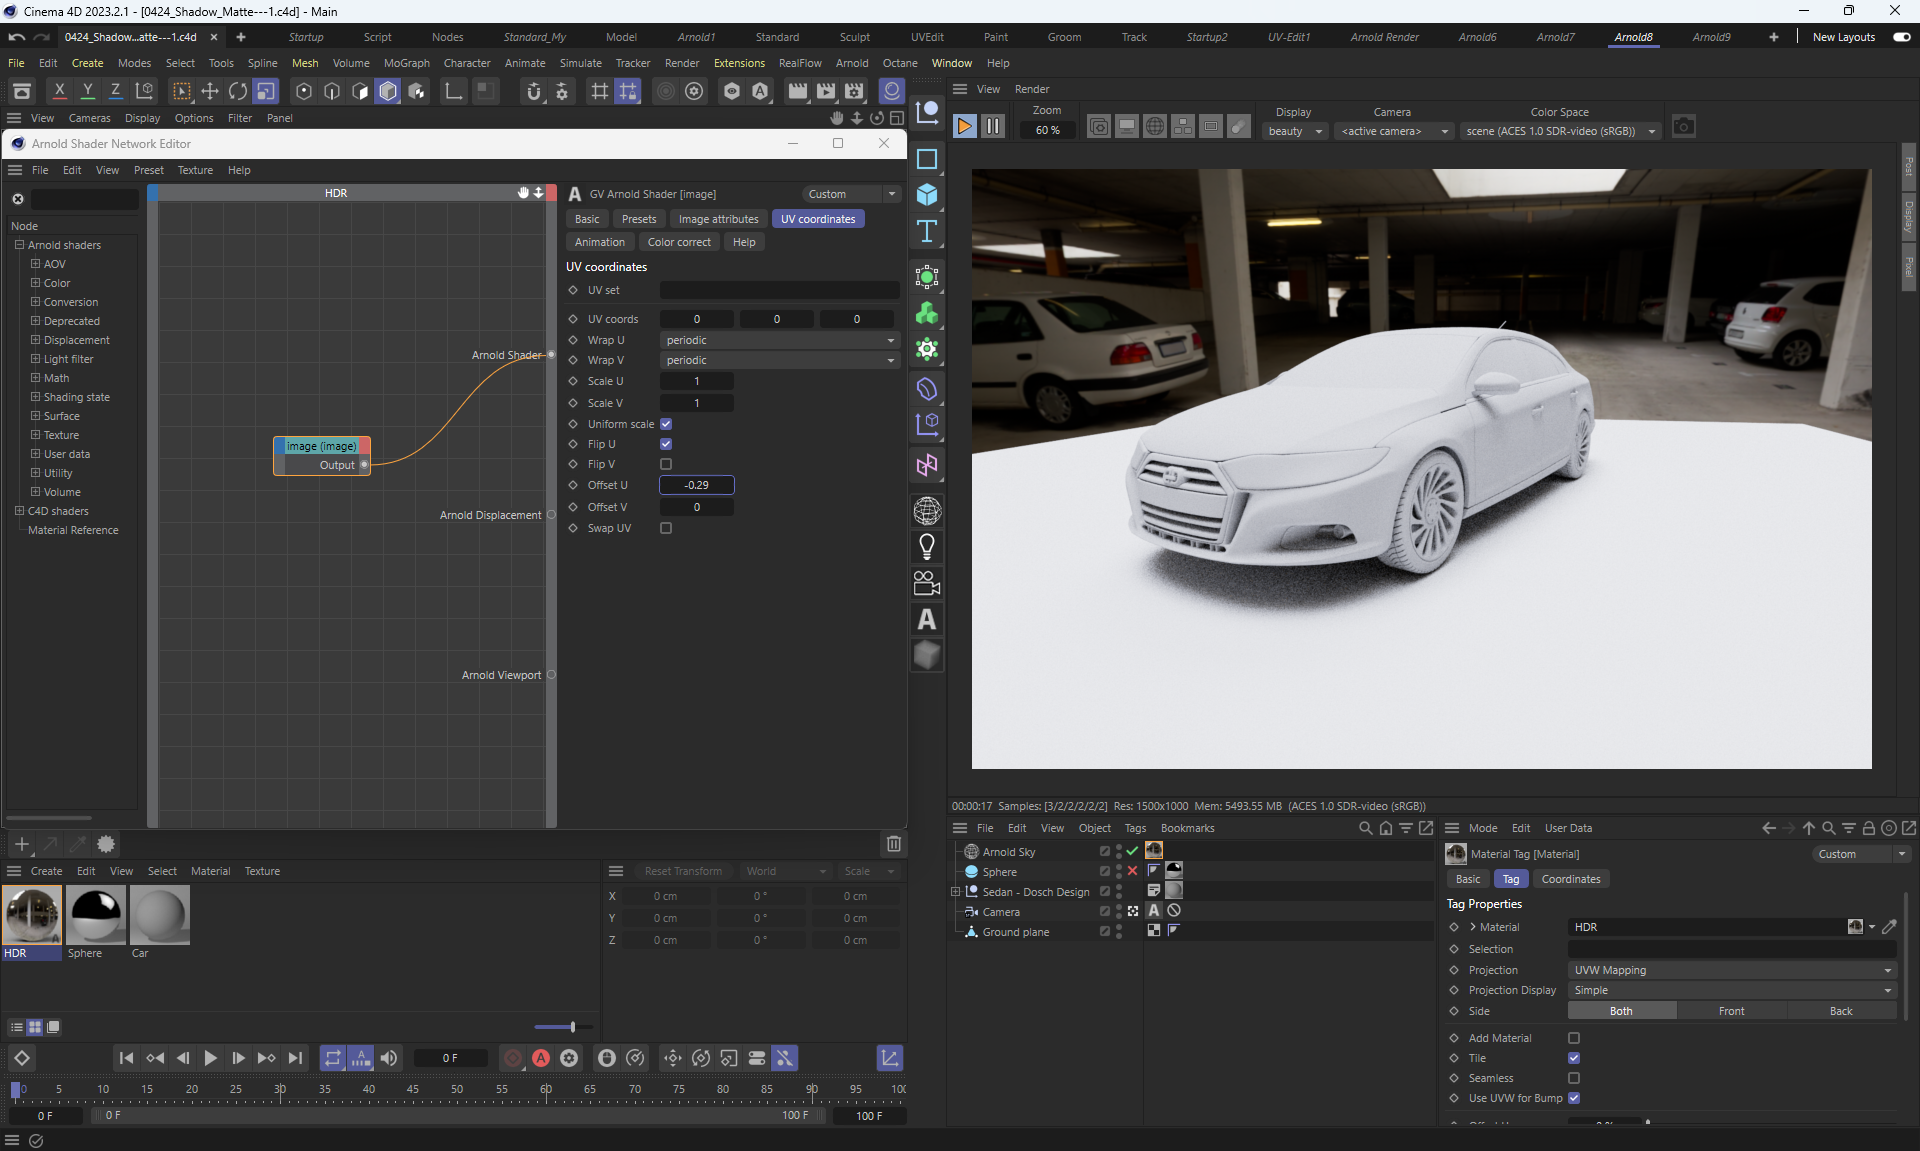 Cinema 4D 2023.2.1 - [0424_Shadow_Matte---1.c4d] - Main
0424_Shadow...atte---1.c4d
Startup Script Nodes Standard_My Model Arnold1 Standard Sculpt UVEdit Paint Groom Track Startup2 UV-Edit1 Arnold Render Arnold6 Arnold7 Arnold8 Arnold9 New Layouts
File Edit Create Modes Select Tools Spline Mesh Volume MoGraph Character Animate Simulate Tracker Render Extensions RealFlow Arnold Octane Window Help
X Y Z
View Cameras Display Options Filter Panel
Arnold Shader Network Editor
File Edit View Preset Texture Help
Node
Arnold shaders
AOV
Color
Conversion
Deprecated
Displacement
Light filter
Math
Shading state
Surface
Texture
User data
Utility
Volume
C4D shaders
Material Reference
HDR
Arnold Shader
image (image)
Output
Arnold Displacement
Arnold Viewport
GV Arnold Shader [image]
Custom
Basic Presets Image attributes UV coordinates
Animation Color correct Help
UV coordinates
UV set
UV coords 0 0 0
Wrap U periodic
Wrap V periodic
Scale U 1
Scale V 1
Uniform scale
Flip U
Flip V
Offset U -0.29
Offset V 0
Swap UV
View Render
Zoom
60 %
Display
beauty
Camera
<active camera>
Color Space
scene (ACES 1.0 SDR-video (sRGB))
Post
Display
Pixel
00:00:17 Samples: [3/2/2/2/2/2] Res: 1500x1000 Mem: 5493.55 MB (ACES 1.0 SDR-video (sRGB))
File Edit View Object Tags Bookmarks
Arnold Sky
Sphere
Sedan - Dosch Design
Camera
Ground plane
Mode Edit User Data
Material Tag [Material]
Custom
Basic Tag Coordinates
Tag Properties
Material HDR
Selection
Projection UVW Mapping
Projection Display Simple
Side Both Front Back
Add Material
Tile
Seamless
Use UVW for Bump
Create Edit View Select Material Texture
HDR Sphere Car
Reset Transform World Scale
X 0 cm 0 ° 0 cm
Y 0 cm 0 ° 0 cm
Z 0 cm 0 ° 0 cm
0 F
0 5 10 15 20 25 30 35 40 45 50 55 60 65 70 75 80 85 90 95 100
0 F 0 F 100 F 100 F